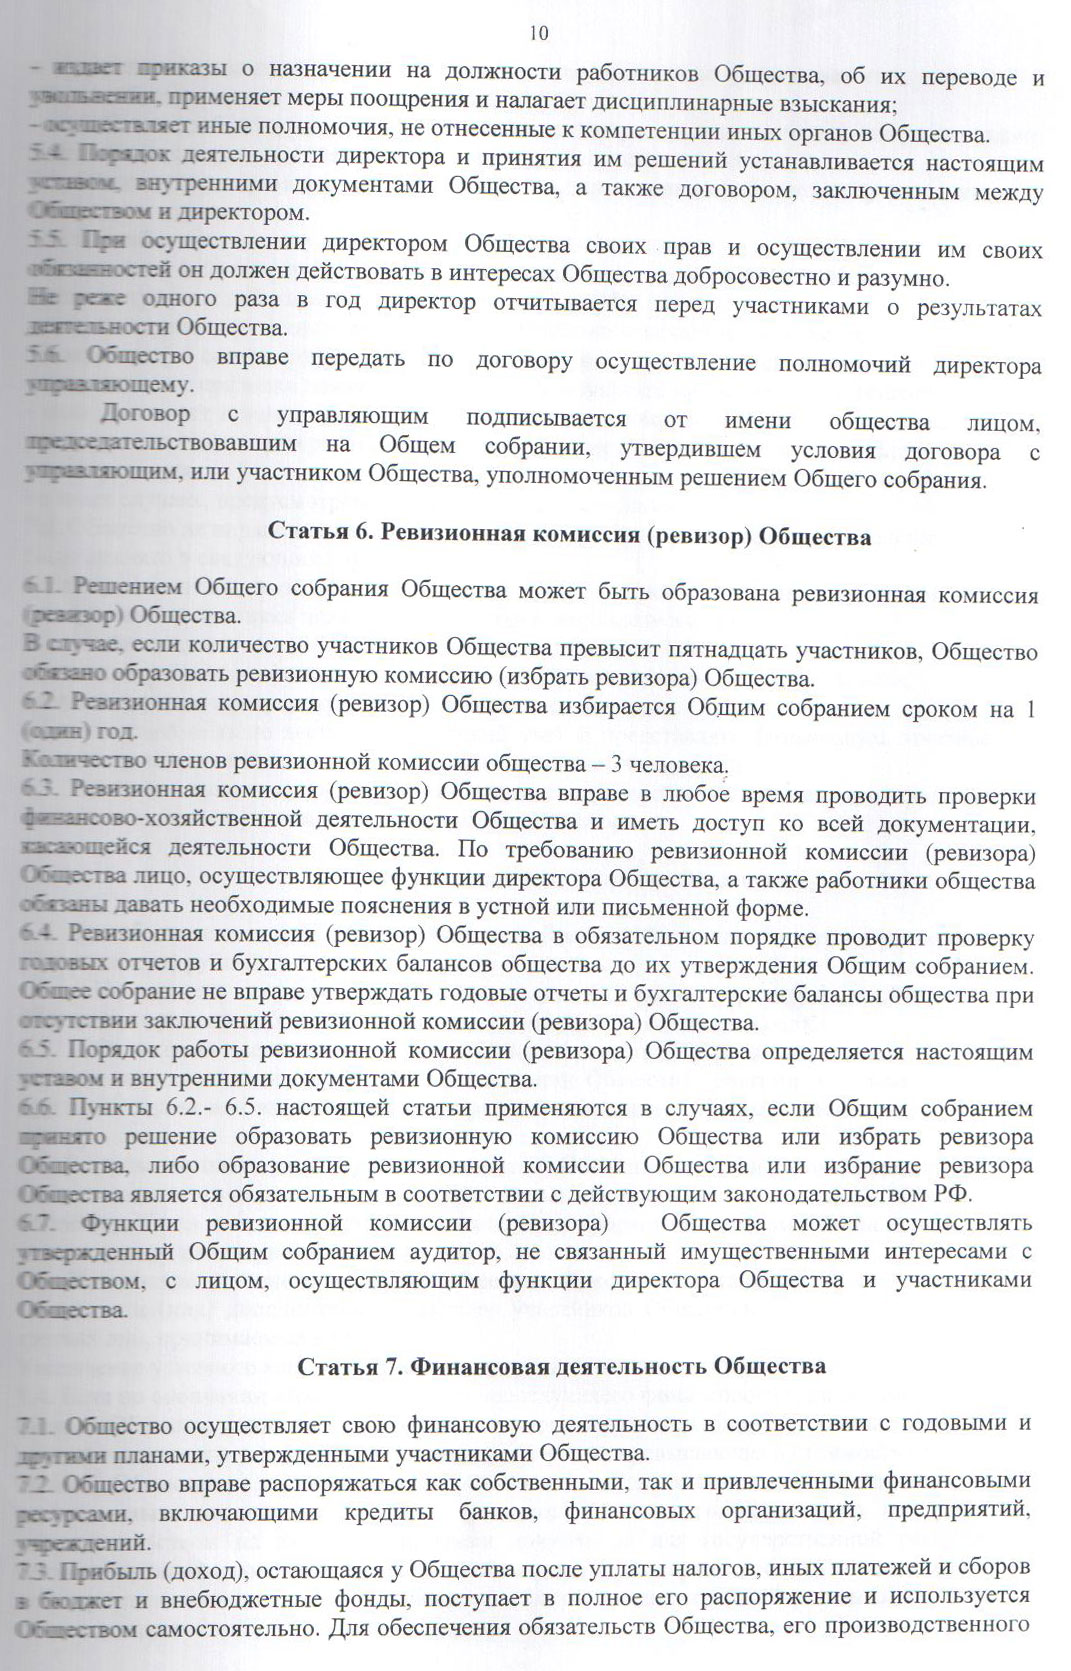 10
- издает приказы о назначении на должности работников Общества, об их переводе и
увольнении, применяет меры поощрения и налагает дисциплинарные взыскания;
- осуществляет иные полномочия, не отнесенные к компетенции иных органов Общества.
5.4. Порядок деятельности директора и принятия им решений устанавливается настоящим
уставом, внутренними документами Общества, а также договором, заключенным между
Обществом и директором.
5.5. При осуществлении директором Общества своих прав и осуществлении им своих
обязанностей он должен действовать в интересах Общества добросовестно и разумно.
Не реже одного раза в год директор отчитывается перед участниками о результатах
деятельности Общества.
5.6. Общество вправе передать по договору осуществление полномочий директора
управляющему.
Договор с управляющим подписывается от имени общества лицом,
председательствовавшим на Общем собрании, утвердившем условия договора с
управляющим, или участником Общества, уполномоченным решением Общего собрания.
Статья 6. Ревизионная комиссия (ревизор) Общества
6.1. Решением Общего собрания Общества может быть образована ревизионная комиссия
(ревизор) Общества.
В случае, если количество участников Общества превысит пятнадцать участников, Общество
обязано образовать ревизионную комиссию (избрать ревизора) Общества.
6.2. Ревизионная комиссия (ревизор) Общества избирается Общим собранием сроком на 1
(один) год.
Количество членов ревизионной комиссии общества – 3 человека.
6.3. Ревизионная комиссия (ревизор) Общества вправе в любое время проводить проверки
финансово-хозяйственной деятельности Общества и иметь доступ ко всей документации,
касающейся деятельности Общества. По требованию ревизионной комиссии (ревизора)
Общества лицо, осуществляющее функции директора Общества, а также работники общества
обязаны давать необходимые пояснения в устной или письменной форме.
6.4. Ревизионная комиссия (ревизор) Общества в обязательном порядке проводит проверку
годовых отчетов и бухгалтерских балансов общества до их утверждения Общим собранием.
Общее собрание не вправе утверждать годовые отчеты и бухгалтерские балансы общества при
отсутствии заключений ревизионной комиссии (ревизора) Общества.
6.5. Порядок работы ревизионной комиссии (ревизора) Общества определяется настоящим
уставом и внутренними документами Общества.
6.6. Пункты 6.2.- 6.5. настоящей статьи применяются в случаях, если Общим собранием
принято решение образовать ревизионную комиссию Общества или избрать ревизора
Общества, либо образование ревизионной комиссии Общества или избрание ревизора
Общества является обязательным в соответствии с действующим законодательством РФ.
6.7. Функции ревизионной комиссии (ревизора) Общества может осуществлять
утвержденный Общим собранием аудитор, не связанный имущественными интересами с
Обществом, с лицом, осуществляющим функции директора Общества и участниками
Общества.
Статья 7. Финансовая деятельность Общества
7.1. Общество осуществляет свою финансовую деятельность в соответствии с годовыми и
другими планами, утвержденными участниками Общества.
7.2. Общество вправе распоряжаться как собственными, так и привлеченными финансовыми
ресурсами, включающими кредиты банков, финансовых организаций, предприятий,
учреждений.
7.3. Прибыль (доход), остающаяся у Общества после уплаты налогов, иных платежей и сборов
в бюджет и внебюджетные фонды, поступает в полное его распоряжение и используется
Обществом самостоятельно. Для обеспечения обязательств Общества, его производственного